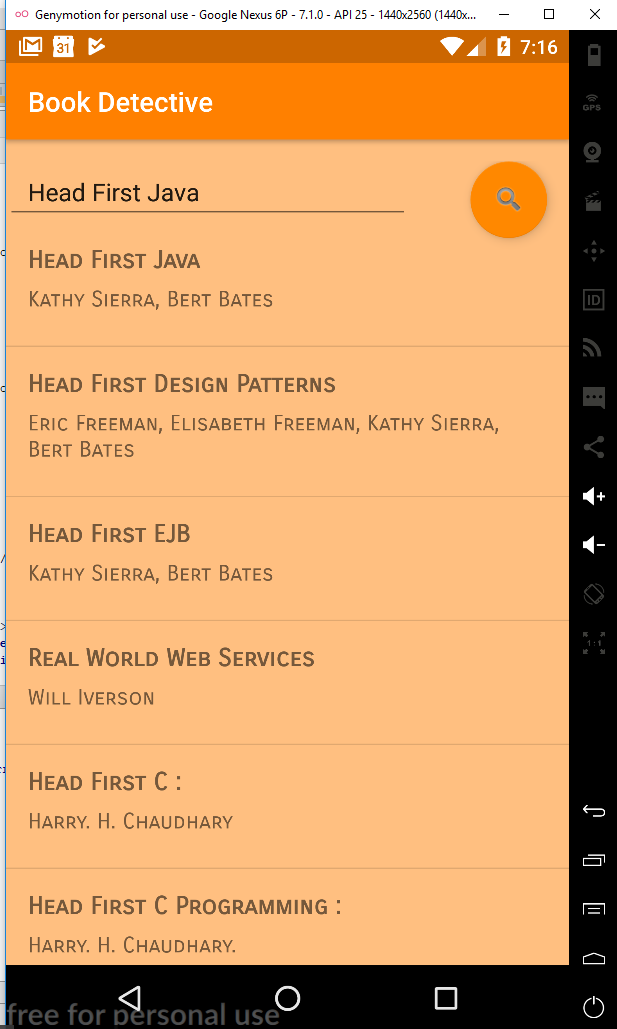 Genymotion for personal use - Google Nexus 6P - 7.1.0 - API 25 - 1440x2560 (1440x...
31
7:16
Book Detective
GPS
Head First Java
Head First Java
Kathy Sierra, Bert Bates
ID
Head First Design Patterns
Eric Freeman, Elisabeth Freeman, Kathy Sierra,
Bert Bates
Head First EJB
Kathy Sierra, Bert Bates
1:1
Real World Web Services
Will Iverson
Head First C :
Harry. H. Chaudhary
Head First C Programming :
Harry. H. Chaudhary.
free for personal use